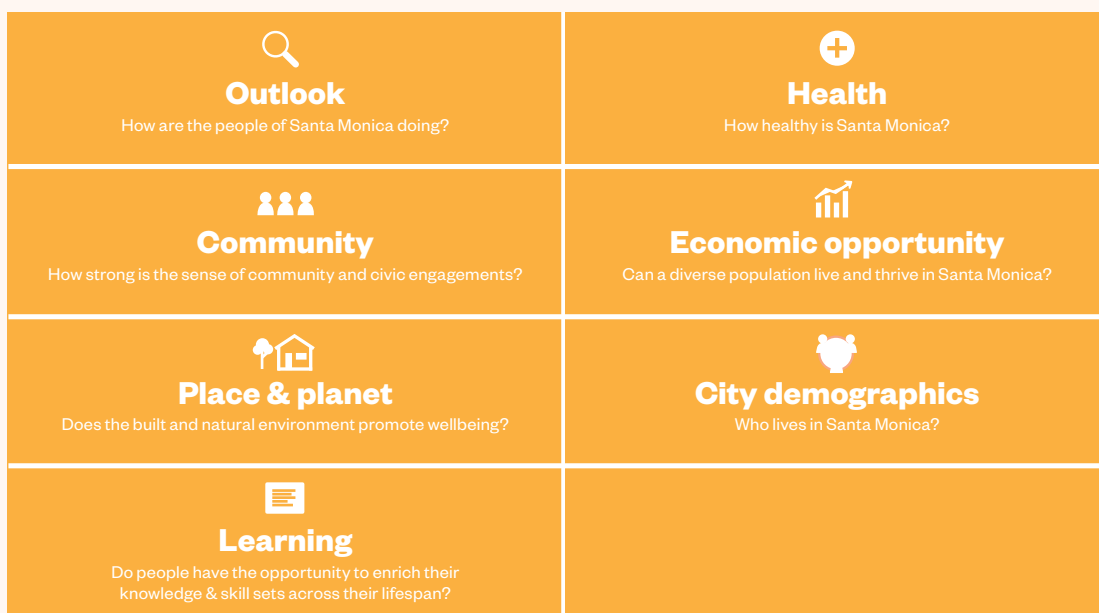 Outlook
How are the people of Santa Monica doing?
Health
How healthy is Santa Monica?
Community
How strong is the sense of community and civic engagements?
Economic opportunity
Can a diverse population live and thrive in Santa Monica?
Place & planet
Does the built and natural environment promote wellbeing?
City demographics
Who lives in Santa Monica?
Learning
Do people have the opportunity to enrich their
knowledge & skill sets across their lifespan?